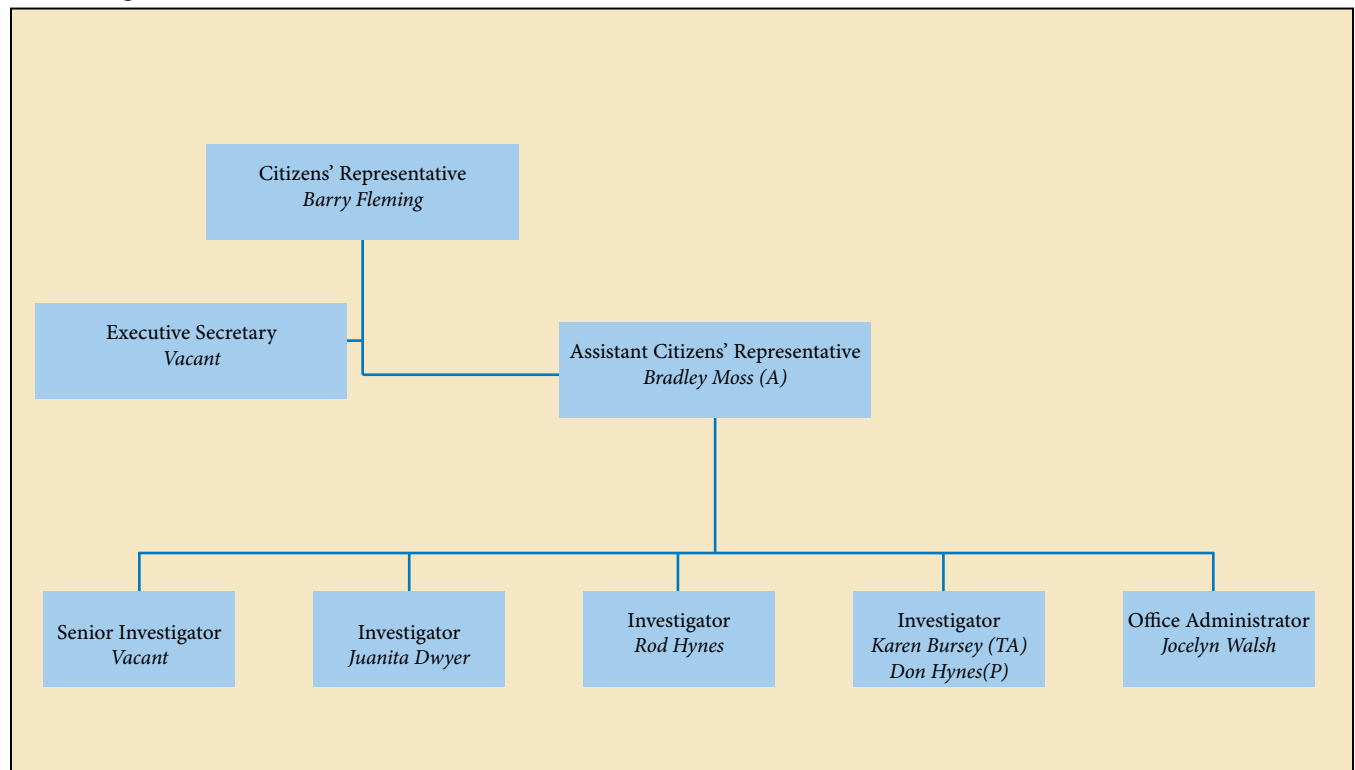 Citizens’ Representative
Barry Fleming
Executive Secretary
Vacant
Assistant Citizens’ Representative
Bradley Moss (A)
Senior Investigator
Vacant
Investigator
Juanita Dwyer
Investigator
Rod Hynes
Investigator
Karen Bursey (TA)
Don Hynes(P)
Office Administrator
Jocelyn Walsh